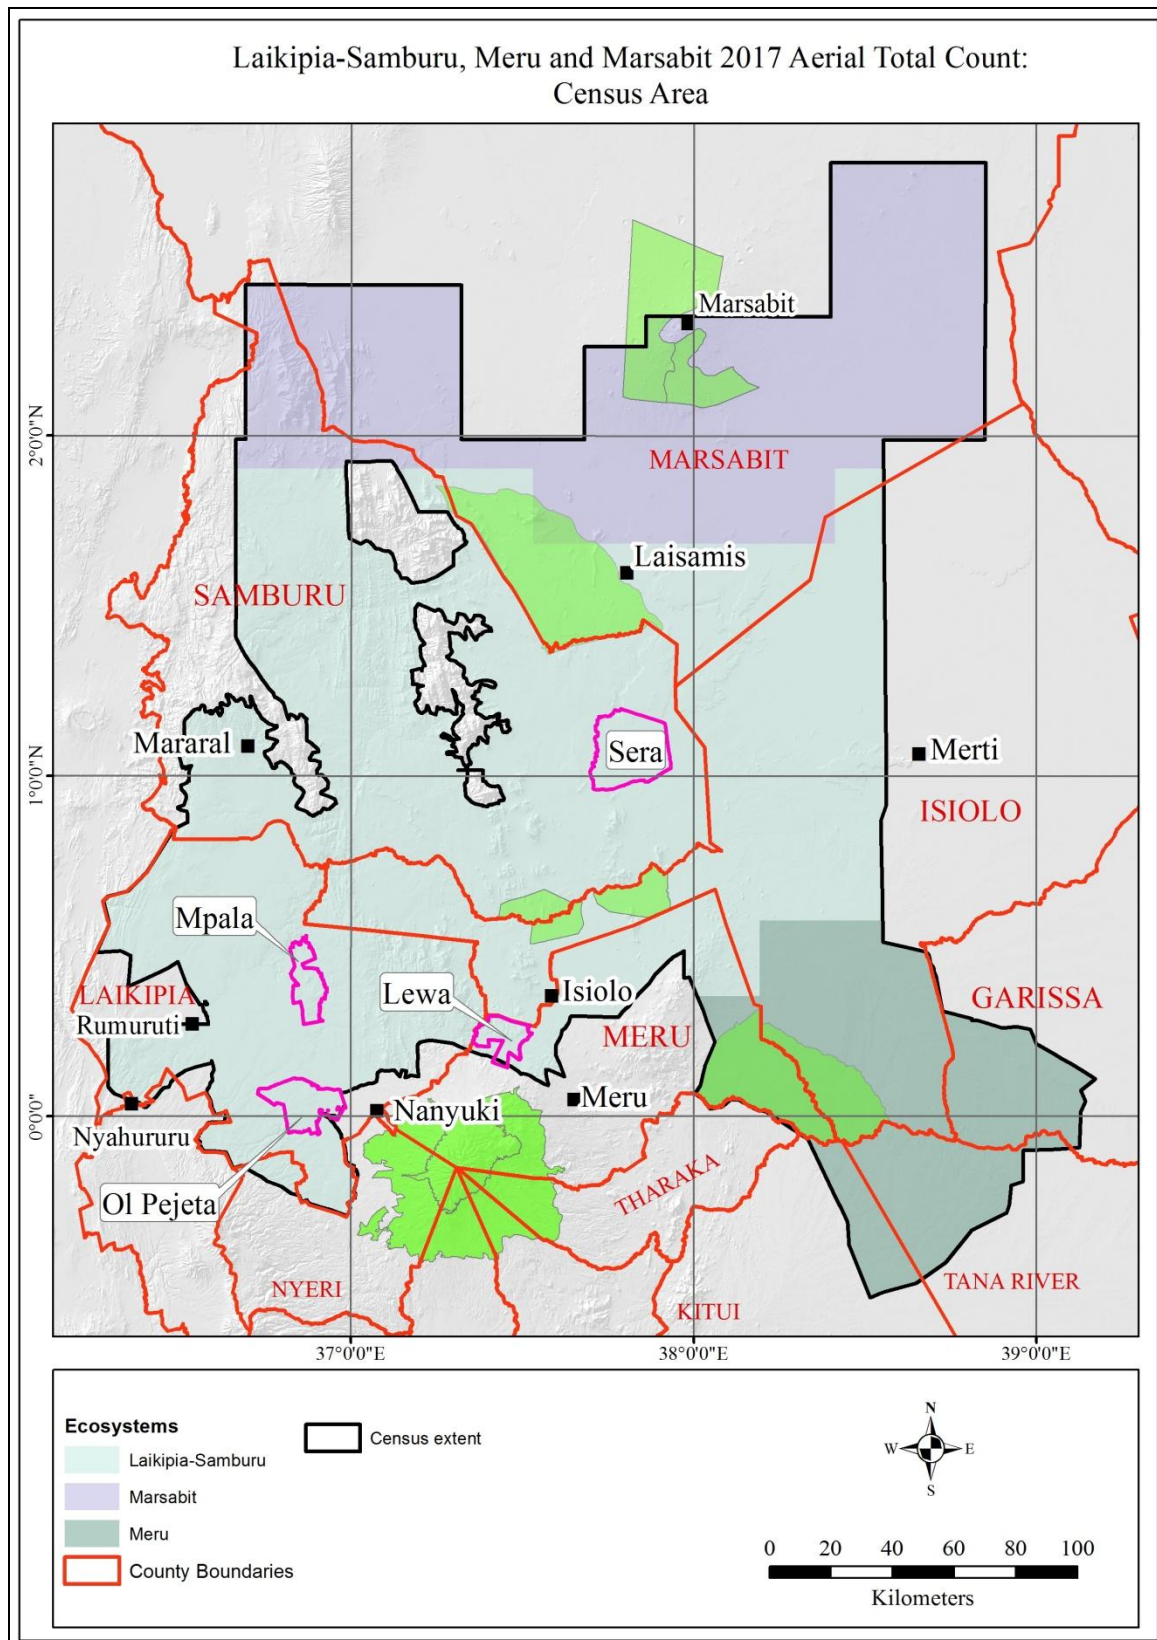 Laikipia-Samburu, Meru and Marsabit 2017 Aerial Total Count:
Census Area
Marsabit
2°0'0"N
MARSABIT
Laisamis
SAMBURU
Mararal
Sera
Merti
1°0'0"N
ISIOLO
Mpala
Lewa
Isiolo
LAIKIPIA
GARISSA
Rumuruti
MERU
Meru
Nanyuki
0°0'0"
Nyahururu
THARAKA
Ol Pejeta
NYERI
TANA RIVER
KITUI
37°0'0"E
38°0'0"E
39°0'0"E
Ecosystems
Laikipia-Samburu
Marsabit
Meru
County Boundaries
Census extent
N
W
E
S
0 20 40 60 80 100
Kilometers